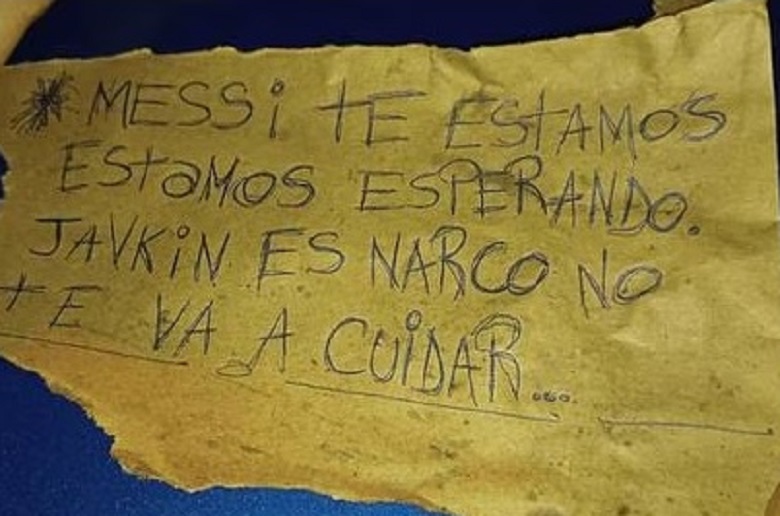 MESSi tE EStAMOS
EStaMOS ESPERANDO.
JAVKiN ES NARCO NO
tE VA A CUiDAR...